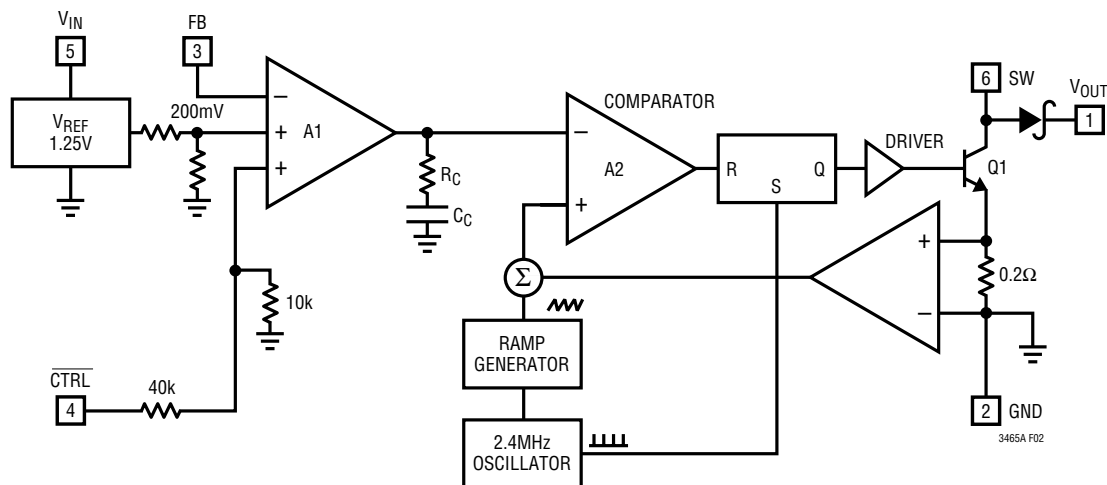 VIN
5
FB
3
VREF
1.25V
200mV
−
+
+
A1
RC
CC
10k
CTRL
4
40k
COMPARATOR
−
+
A2
R
S
Q
DRIVER
Q1
6
SW
VOUT
1
+
−
0.2Ω
Σ
RAMP
GENERATOR
2.4MHz
OSCILLATOR
2
GND
3465A F02